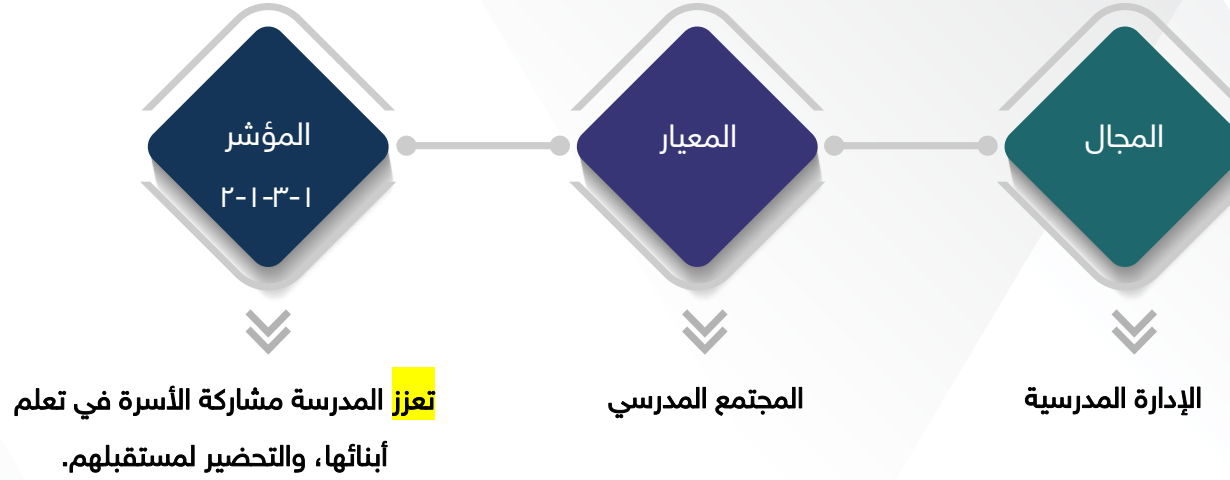 المجال
المعيار
المؤشر
١-٣-١-٢
الإدارة المدرسية
المجتمع المدرسي
تعزز المدرسة مشاركة الأسرة في تعلم
أبنائها، والتحضير لمستقبلهم.